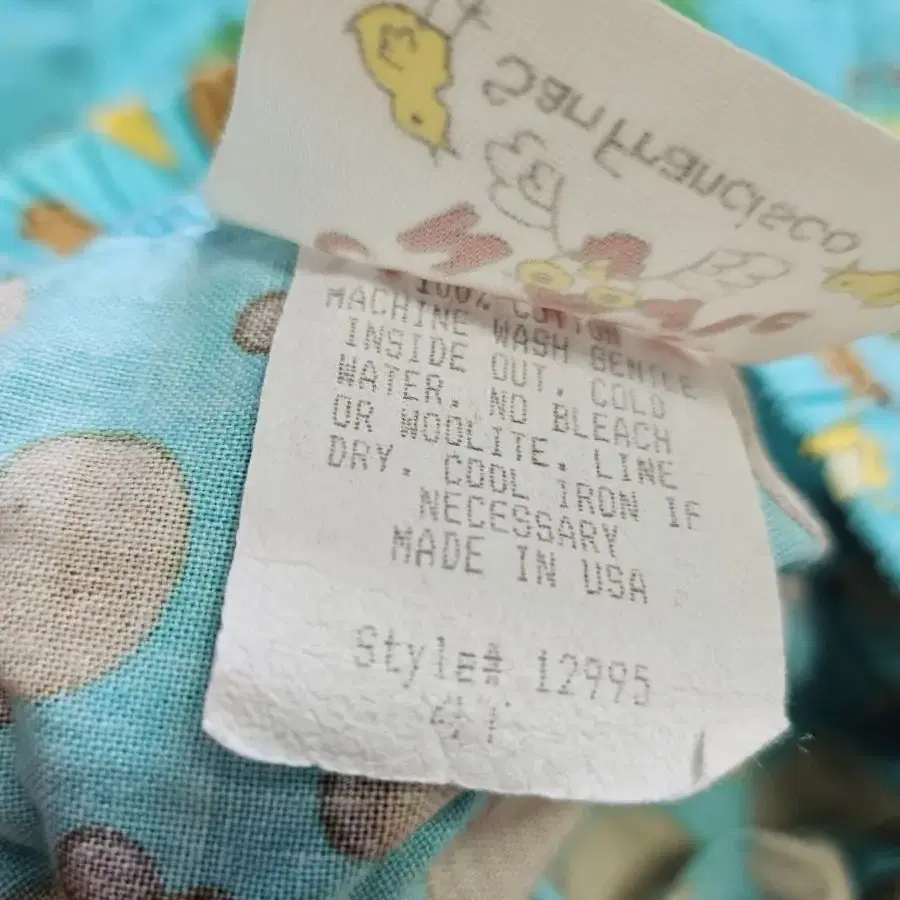 San Francisco
100% COTTON
MACHINE WASH GENTLE
INSIDE OUT. COLD
WATER. NO BLEACH
OR WOOLITE. LINE
DRY. COOL IRON IF
NECESSARY
MADE IN USA
Style# 12995